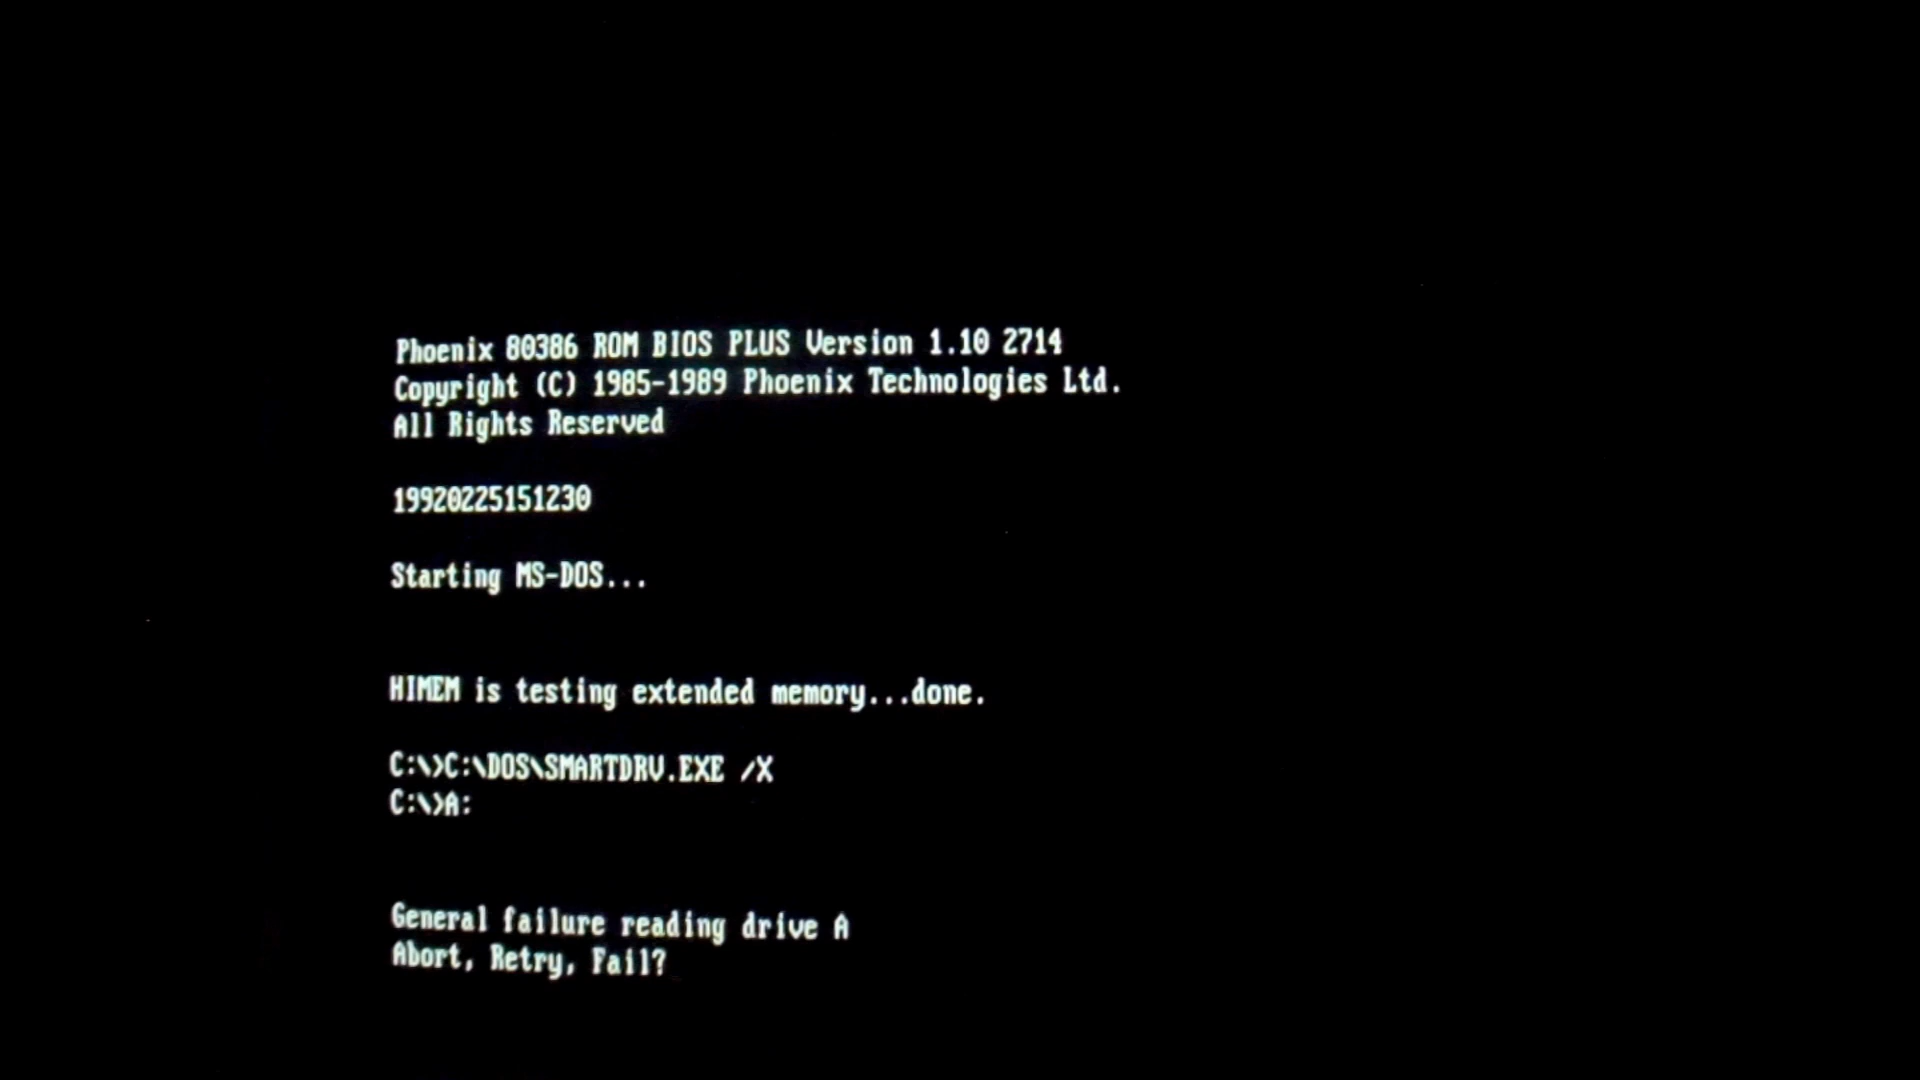 Phoenix 80386 ROM BIOS PLUS Version 1.10 2714
Copyright (C) 1985-1989 Phoenix Technologies Ltd.
All Rights Reserved
19920225151230
Starting MS-DOS...
HIMEM is testing extended memory...done.
C:\>C:\DOS\SMARTDRV.EXE /X
C:\>A:
General failure reading drive A
Abort, Retry, Fail?